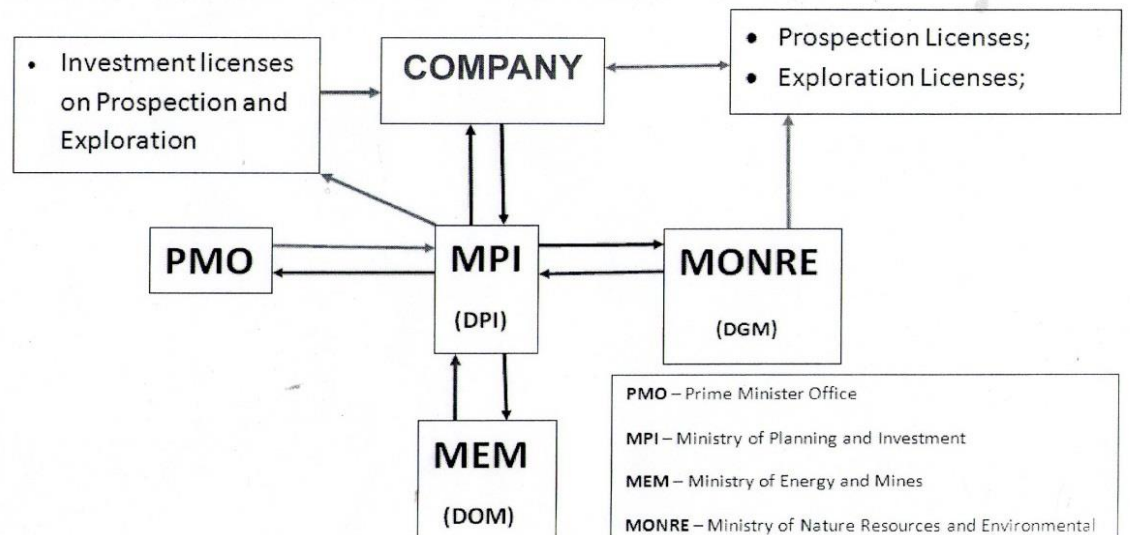 • Investment licenses
on Prospection and
Exploration
COMPANY
• Prospection Licenses;
• Exploration Licenses;
PMO
MPI
(DPI)
MONRE
(DGM)
MEM
(DOM)
PMO – Prime Minister Office
MPI – Ministry of Planning and Investment
MEM – Ministry of Energy and Mines
MONRE – Ministry of Nature Resources and Environmental